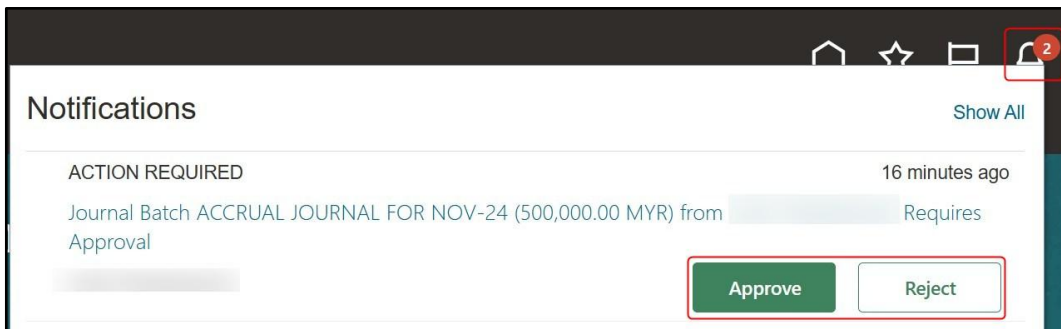 2
Notifications
Show All
ACTION REQUIRED
16 minutes ago
Journal Batch ACCRUAL JOURNAL FOR NOV-24 (500,000.00 MYR) from Requires
Approval
Approve
Reject